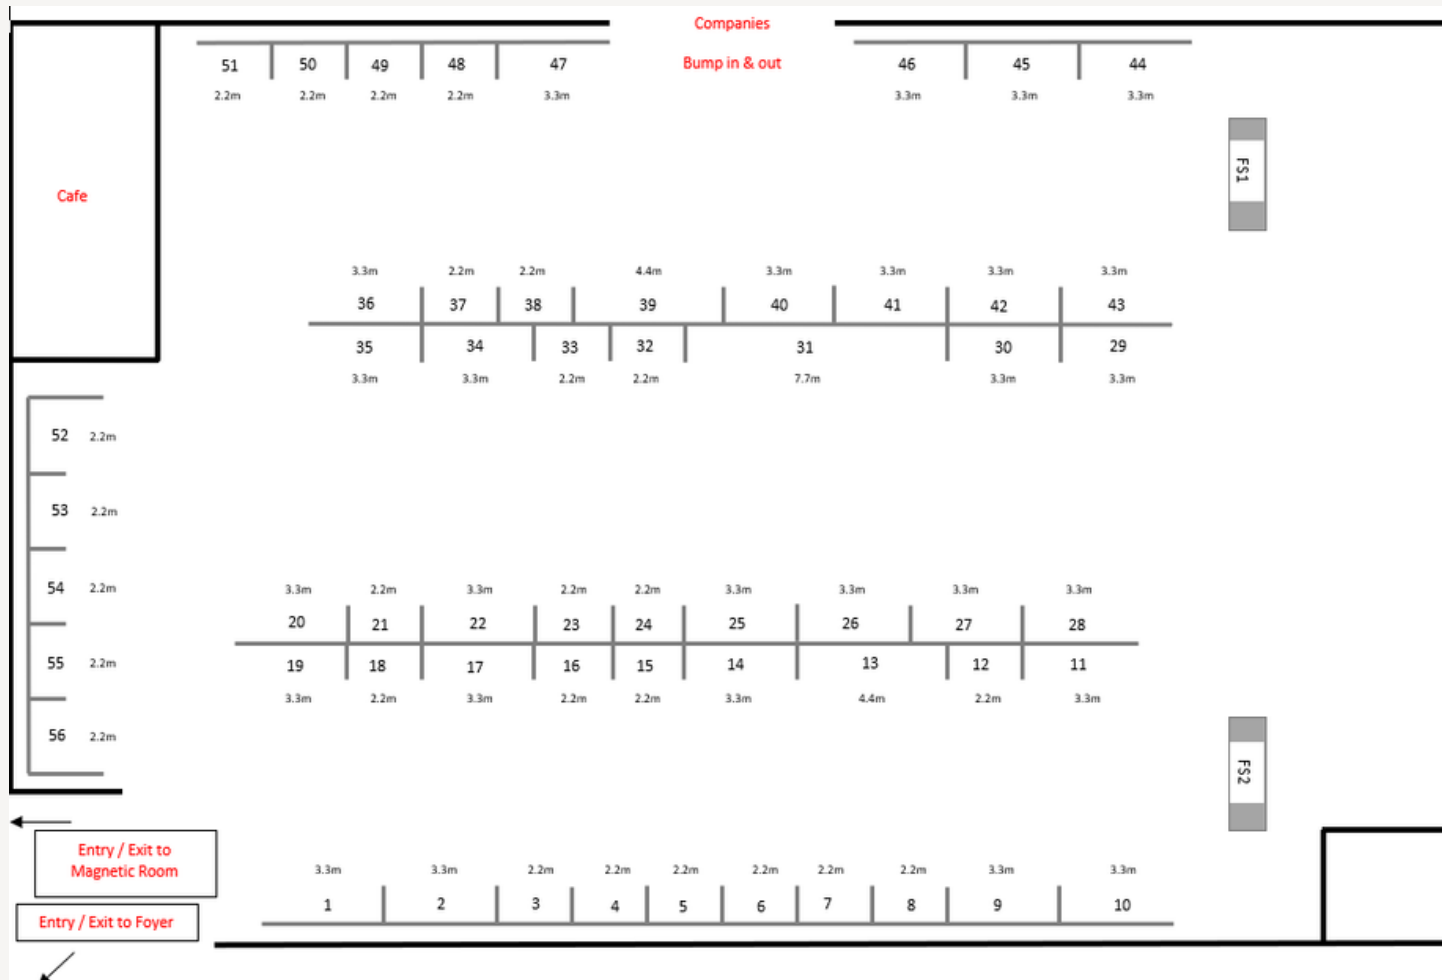 Companies
Bump in & out
51 50 49 48 47 46 45 44
2.2m 2.2m 2.2m 2.2m 3.3m 3.3m 3.3m 3.3m
FS1
Cafe
3.3m 2.2m 2.2m 4.4m 3.3m 3.3m 3.3m 3.3m
36 37 38 39 40 41 42 43
35 34 33 32 31 30 29
3.3m 3.3m 2.2m 2.2m 7.7m 3.3m 3.3m
52 2.2m
53 2.2m
54 2.2m
55 2.2m
56 2.2m
3.3m 2.2m 3.3m 2.2m 2.2m 3.3m 3.3m 3.3m 3.3m
20 21 22 23 24 25 26 27 28
19 18 17 16 15 14 13 12 11
3.3m 2.2m 3.3m 2.2m 2.2m 3.3m 4.4m 2.2m 3.3m
FS2
Entry / Exit to
Magnetic Room
Entry / Exit to Foyer
3.3m 3.3m 2.2m 2.2m 2.2m 2.2m 2.2m 2.2m 3.3m 3.3m
1 2 3 4 5 6 7 8 9 10